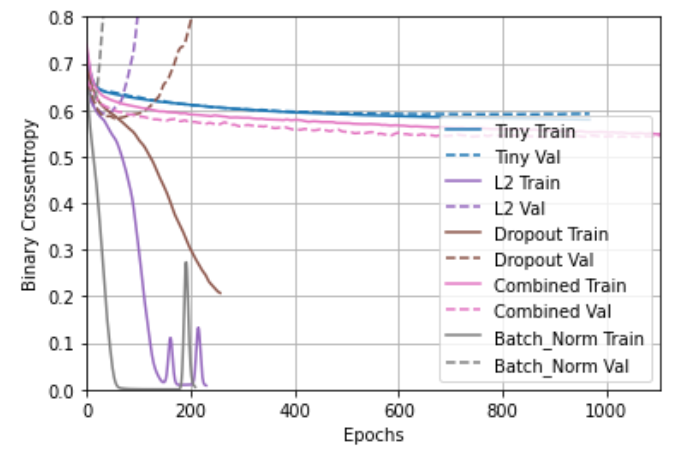 0.8
0.7
0.6
0.5
0.4
0.3
0.2
0.1
0.0
Binary Crossentropy
Tiny Train
Tiny Val
L2 Train
L2 Val
Dropout Train
Dropout Val
Combined Train
Combined Val
Batch_Norm Train
Batch_Norm Val
0 200 400 600 800 1000
Epochs